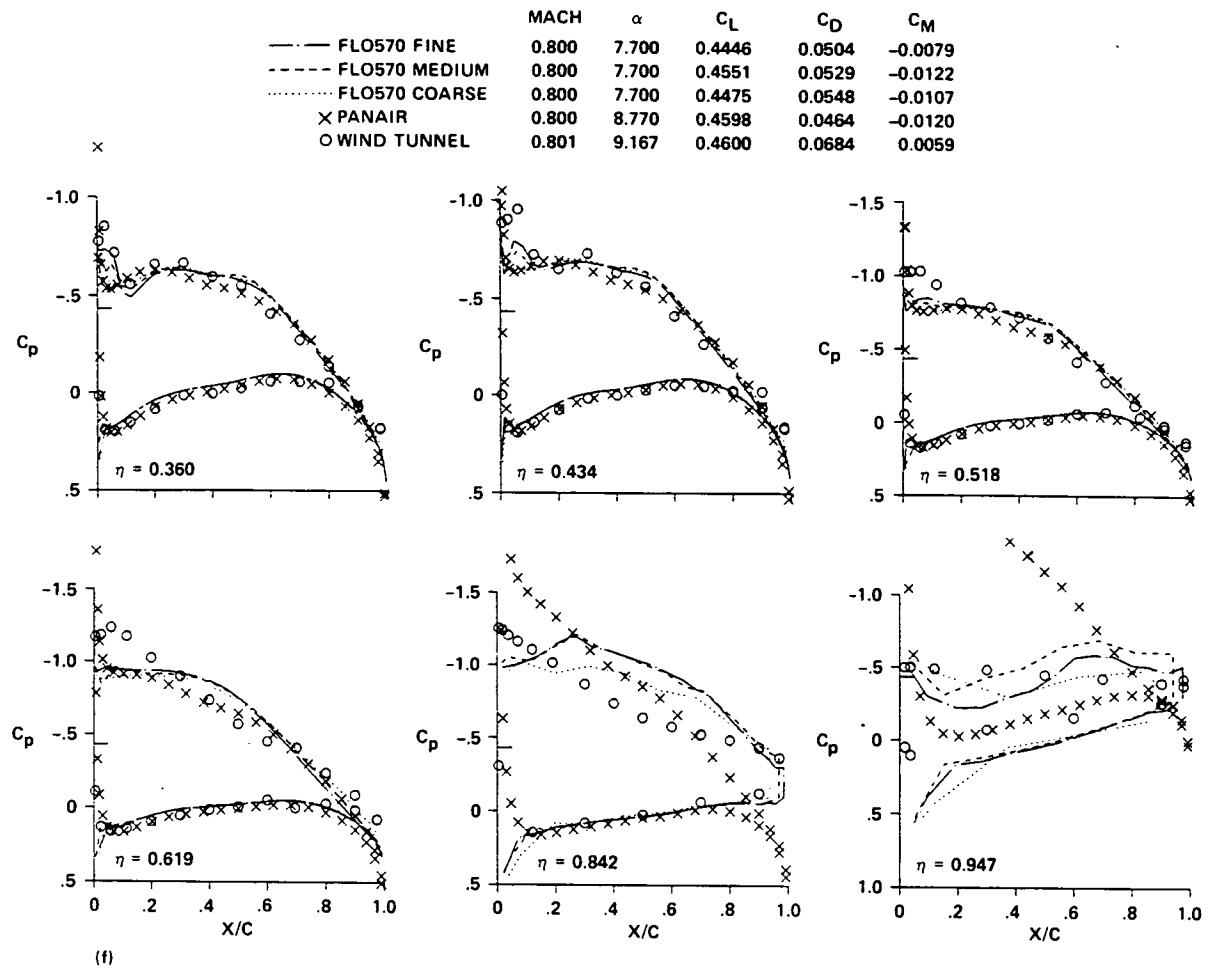 MACH α C_L C_D C_M
FLO570 FINE 0.800 7.700 0.4446 0.0504 −0.0079
FLO570 MEDIUM 0.800 7.700 0.4551 0.0529 −0.0122
FLO570 COARSE 0.800 7.700 0.4475 0.0548 −0.0107
PANAIR 0.800 8.770 0.4598 0.0464 −0.0120
WIND TUNNEL 0.801 9.167 0.4600 0.0684 0.0059
−1.0
−.5
C_p
0
.5
η = 0.360
−1.0
−.5
C_p
0
.5
η = 0.434
−1.5
−1.0
−.5
C_p
0
.5
η = 0.518
−1.5
−1.0
−.5
C_p
0
.5
η = 0.619
0 .2 .4 .6 .8 1.0
X/C
−1.5
−1.0
−.5
C_p
0
.5
η = 0.842
0 .2 .4 .6 .8 1.0
X/C
−1.0
−.5
C_p
0
.5
1.0
η = 0.947
0 .2 .4 .6 .8 1.0
X/C
(f)